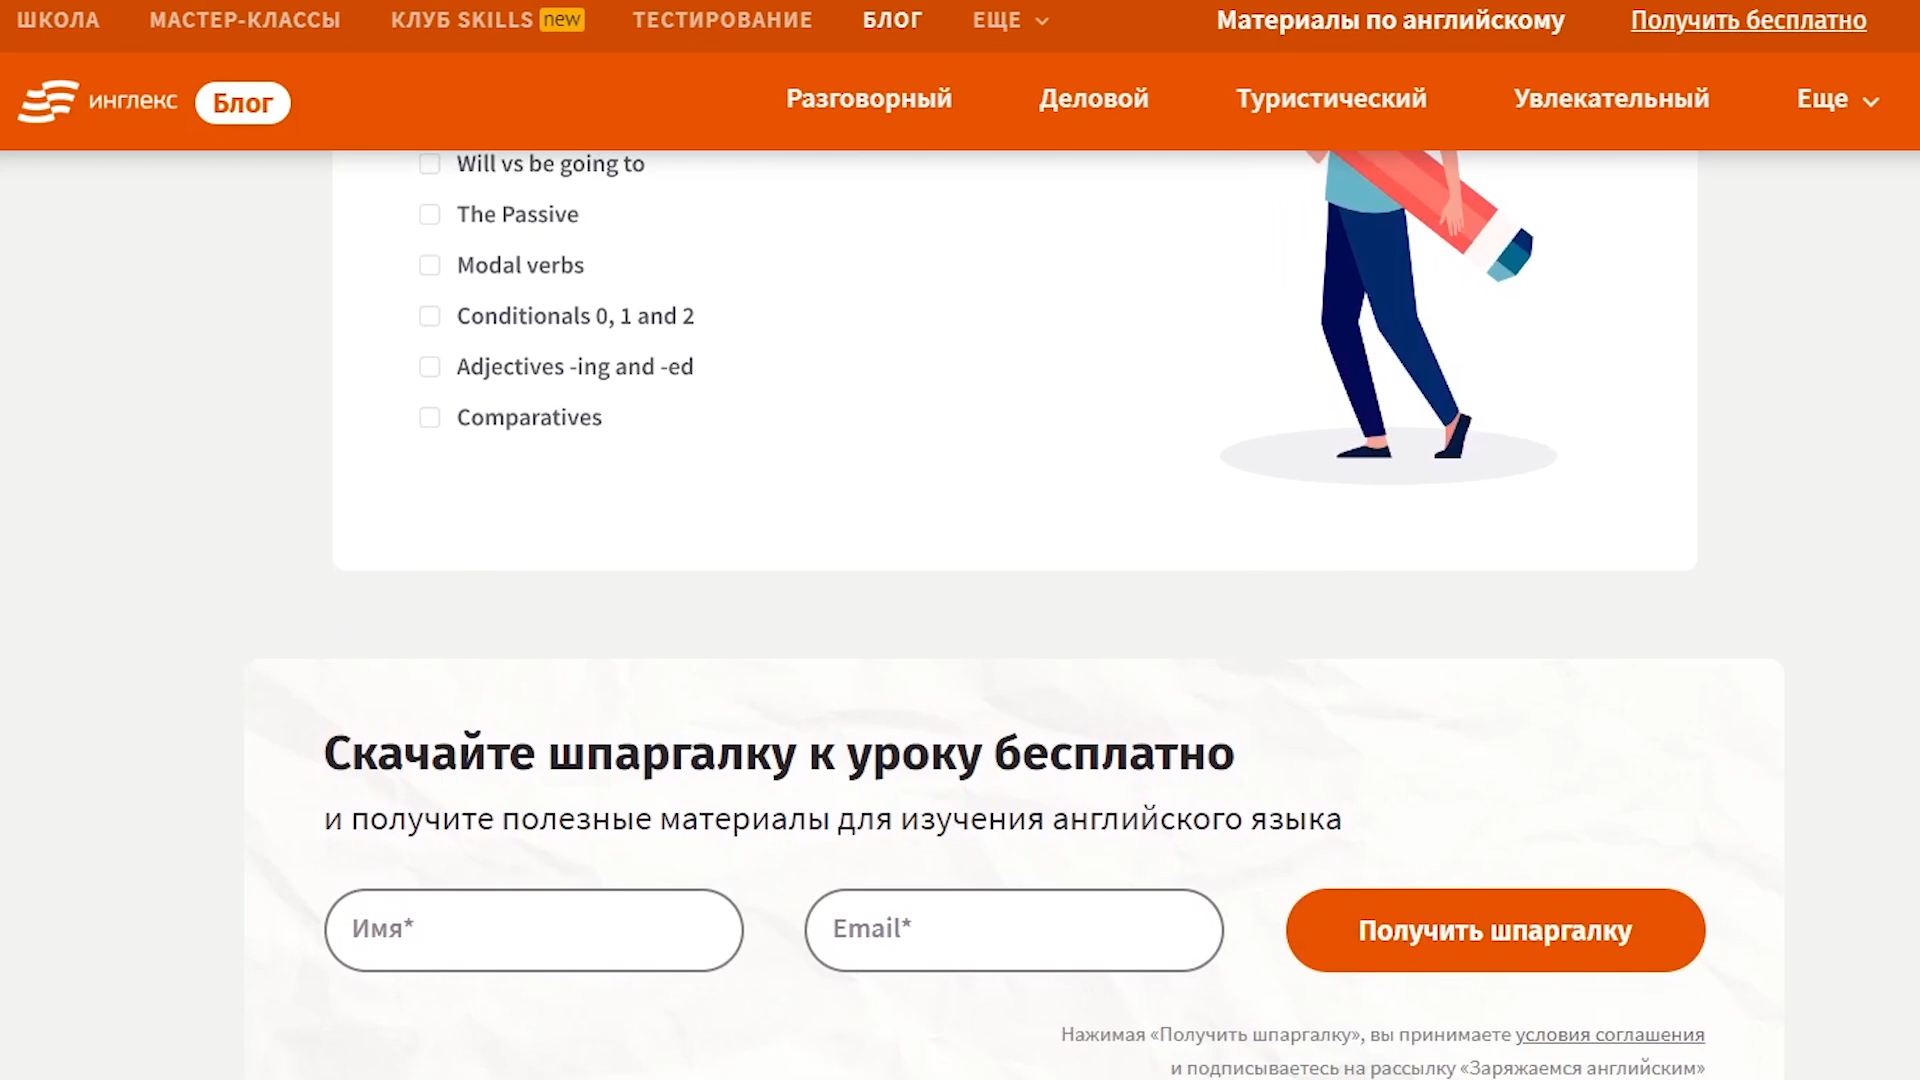 ШКОЛА МАСТЕР-КЛАССЫ КЛУБ SKILLS new ТЕСТИРОВАНИЕ БЛОГ ЕЩЕ Материалы по английскому Получить бесплатно
инглекс Блог Разговорный Деловой Туристический Увлекательный Еще
Will vs be going to
The Passive
Modal verbs
Conditionals 0, 1 and 2
Adjectives -ing and -ed
Comparatives
Скачайте шпаргалку к уроку бесплатно
и получите полезные материалы для изучения английского языка
Имя* Email* Получить шпаргалку
Нажимая «Получить шпаргалку», вы принимаете условия соглашения
и подписываетесь на рассылку «Заряжаемся английским»